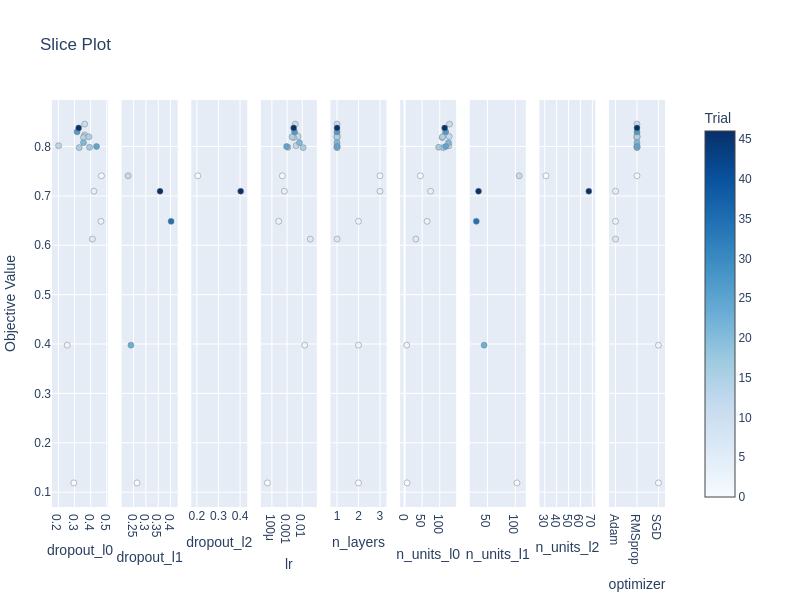 Slice Plot
Trial
Objective Value
0.8
0.7
0.6
0.5
0.4
0.3
0.2
0.1
0.2 0.3 0.4 0.5
dropout_l0
0.25 0.3 0.35 0.4
dropout_l1
0.2 0.3 0.4
dropout_l2
100μ 0.001 0.01
lr
1 2 3
n_layers
0 50 100
n_units_l0
50 100
n_units_l1
30 40 50 60 70
n_units_l2
Adam RMSprop SGD
optimizer
45
40
35
30
25
20
15
10
5
0